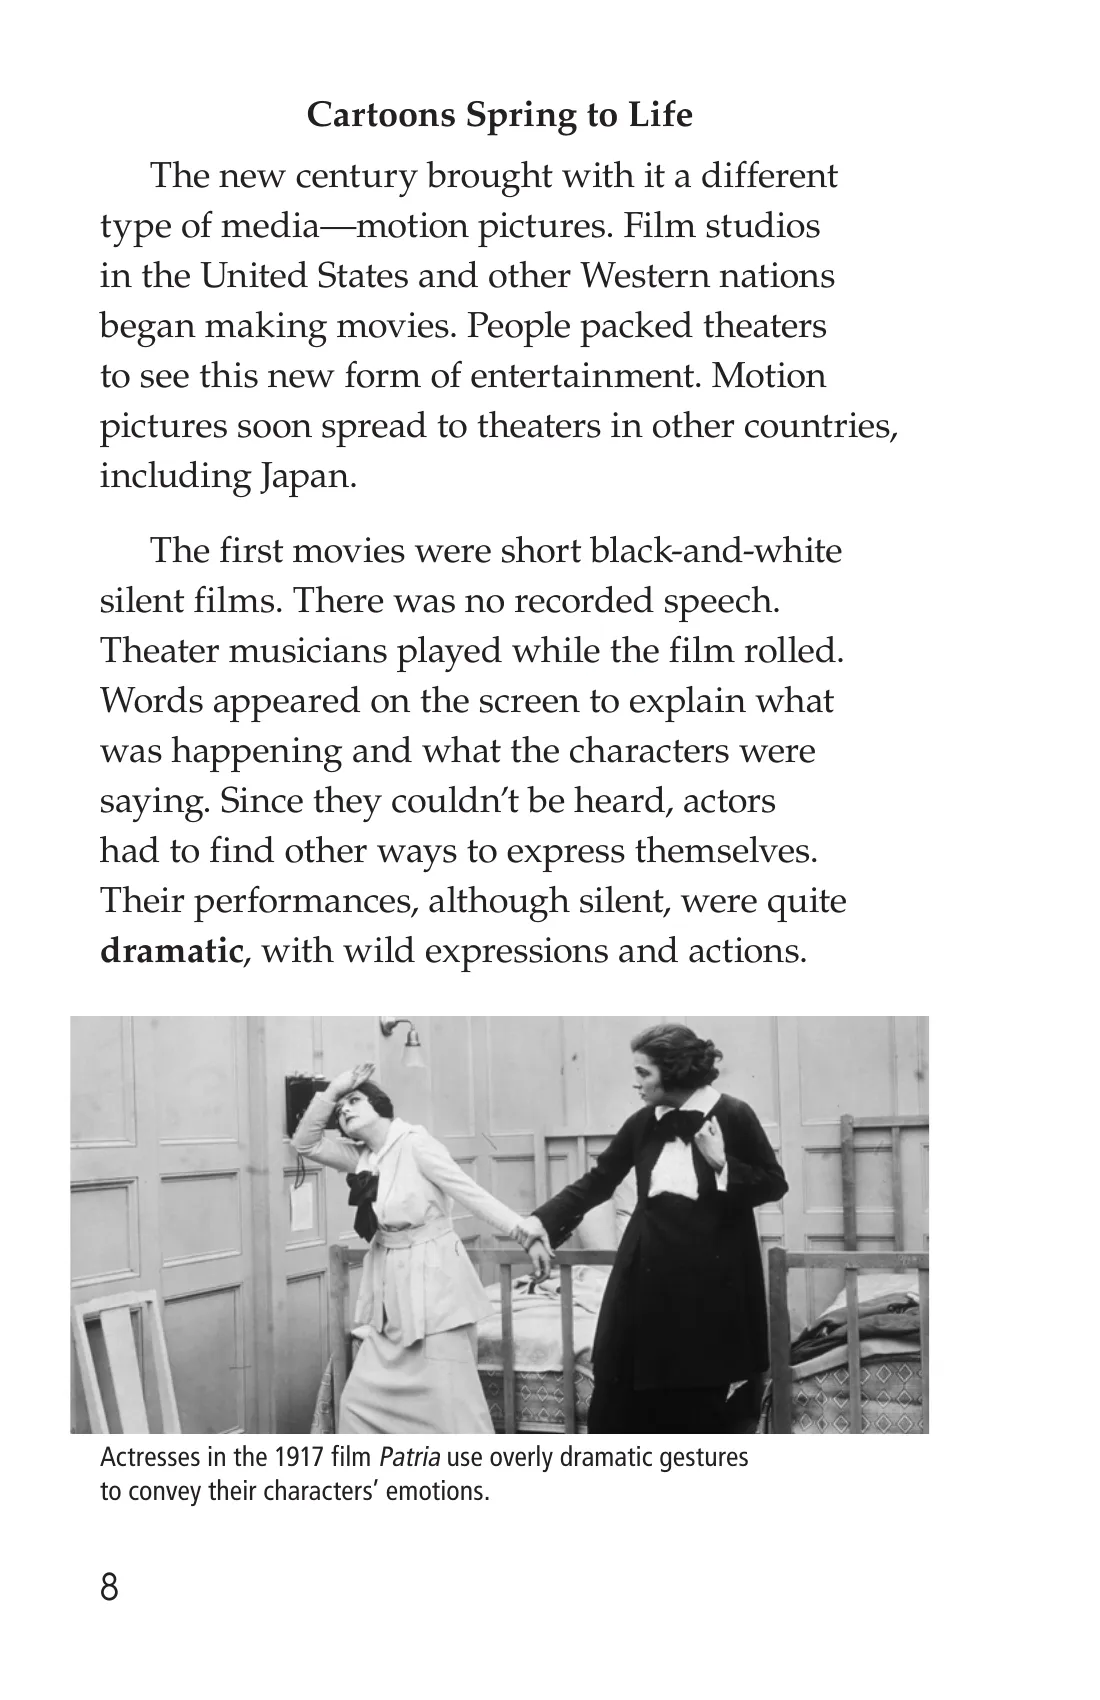 Cartoons Spring to Life
The new century brought with it a different
type of media—motion pictures. Film studios
in the United States and other Western nations
began making movies. People packed theaters
to see this new form of entertainment. Motion
pictures soon spread to theaters in other countries,
including Japan.
The first movies were short black-and-white
silent films. There was no recorded speech.
Theater musicians played while the film rolled.
Words appeared on the screen to explain what
was happening and what the characters were
saying. Since they couldn’t be heard, actors
had to find other ways to express themselves.
Their performances, although silent, were quite
dramatic, with wild expressions and actions.
Actresses in the 1917 film Patria use overly dramatic gestures
to convey their characters’ emotions.
8